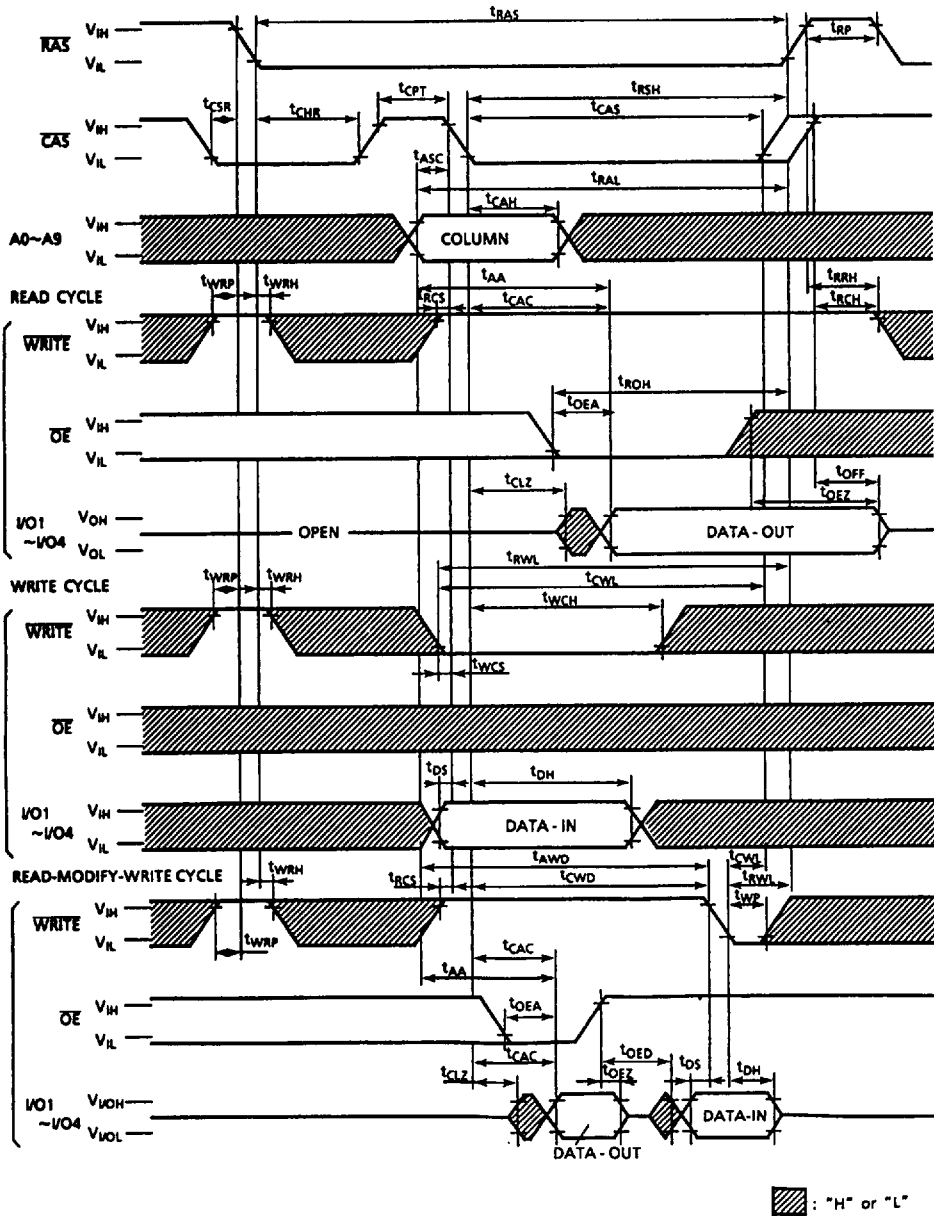 tRAS
RAS VIH
VIL
tRP
tCSR tCHR tCPT tRSH
tCAS
CAS VIH
VIL
tASC
tRAL
tCAH
A0~A9 VIH
VIL
COLUMN
tWRP tWRH tAA tRRH
READ CYCLE tRCS tCAC tRCH
WRITE VIH
VIL
tROH
tOEA
OE VIH
VIL
tCLZ tOFF
tOEZ
I/O1
~I/O4
VOH
VOL
OPEN DATA - OUT
tRWL
WRITE CYCLE tWRP tWRH tCWL
tWCH
WRITE VIH
VIL
tWCS
OE VIH
VIL
tDS tDH
I/O1
~I/O4
VIH
VIL
DATA - IN
tAWD tCWL
READ-MODIFY-WRITE CYCLE tWRH tRCS tCWD tRWL
tWP
WRITE VIH
VIL
tWRP tCAC
tAA
OE VIH
VIL
tOEA
tCAC tOED
tCLZ tOEZ tDS tDH
I/O1
~I/O4
VI/OH
VI/OL
DATA-IN
DATA - OUT
: "H" or "L"